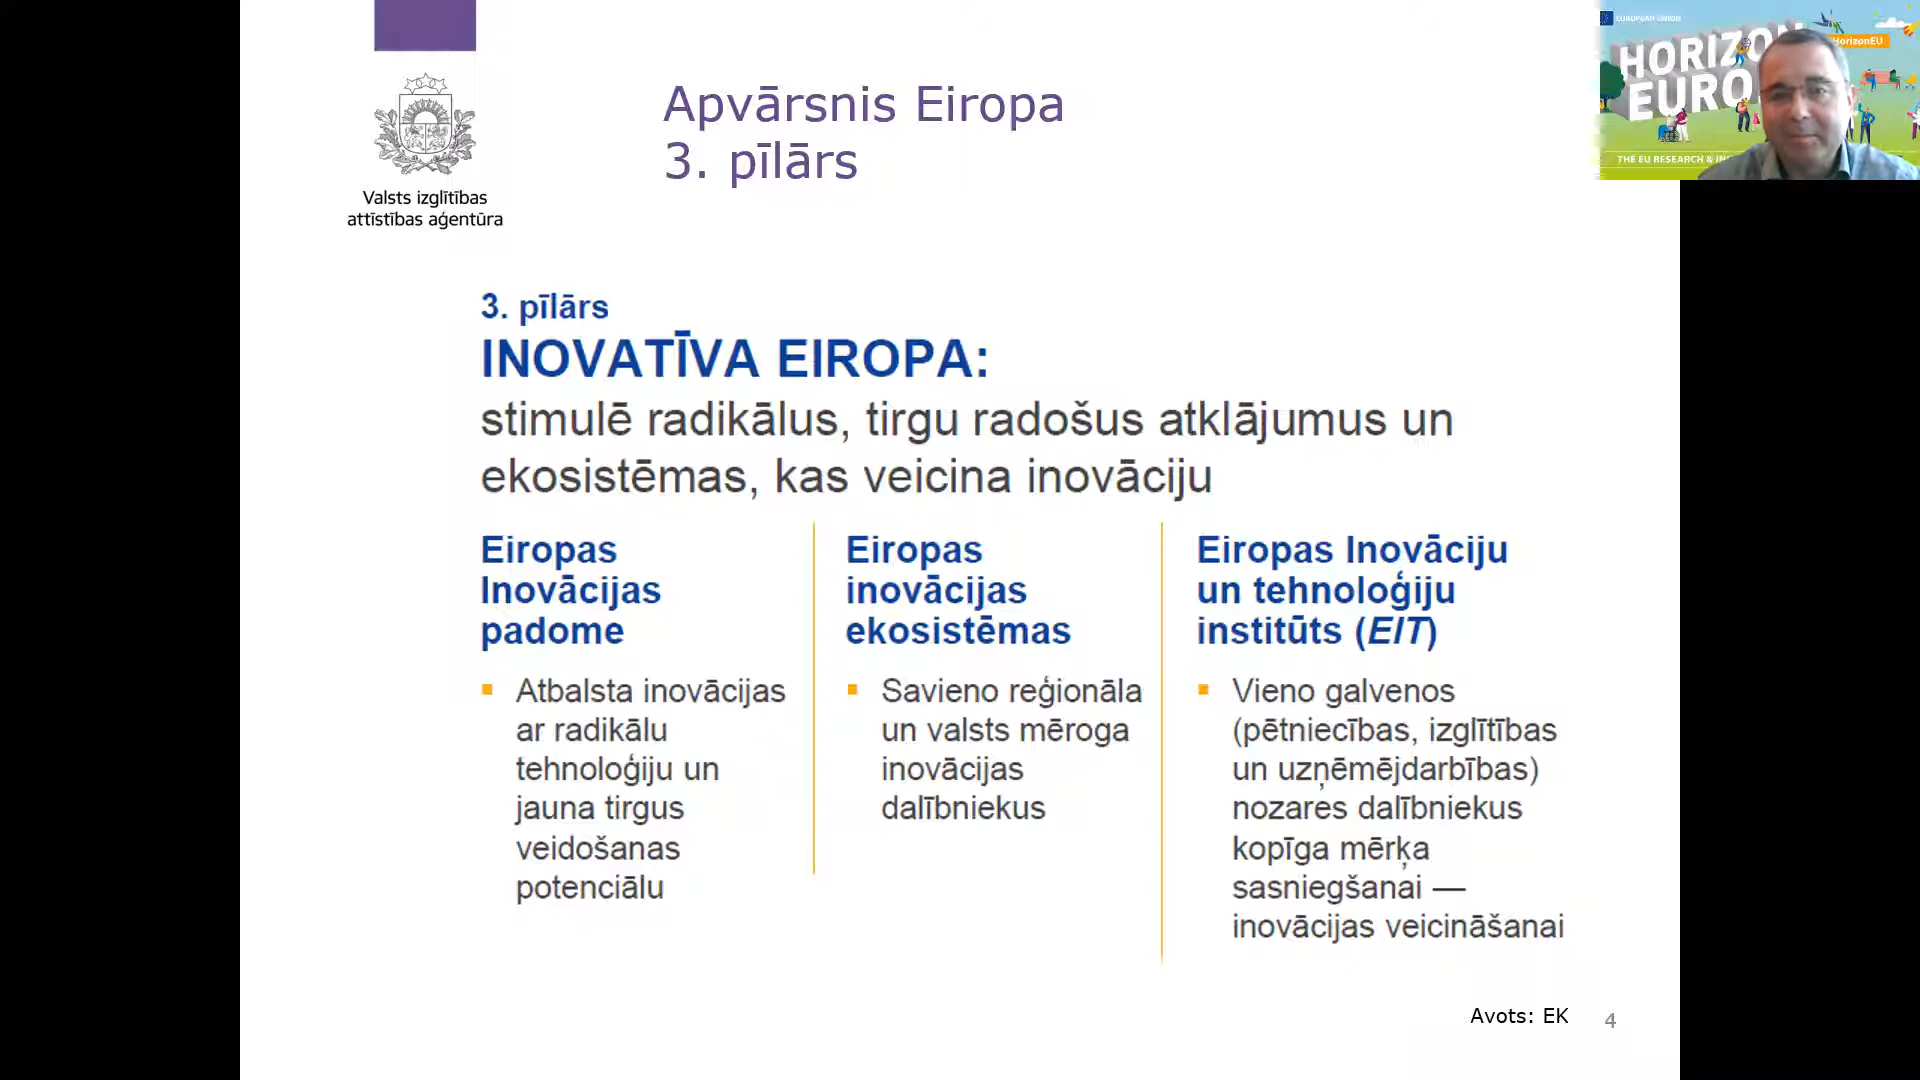 Valsts izglītības
attīstības aģentūra
Apvārsnis Eiropa
3. pīlārs
3. pīlārs
INOVATĪVA EIROPA:
stimulē radikālus, tirgu radošus atklājumus un
ekosistēmas, kas veicina inovāciju
Eiropas
Inovācijas
padome
Atbalsta inovācijas
ar radikālu
tehnoloģiju un
jauna tirgus
veidošanas
potenciālu
Eiropas
inovācijas
ekosistēmas
Savieno reģionāla
un valsts mēroga
inovācijas
dalībniekus
Eiropas Inovāciju
un tehnoloģiju
institūts (EIT)
Vieno galvenos
(pētniecības, izglītības
un uzņēmējdarbības)
nozares dalībniekus
kopīga mērķa
sasniegšanai —
inovācijas veicināšanai
Avots: EK
4
EUROPEAN UNION
HorizonEU
HORIZON
EURO
THE EU RESEARCH &